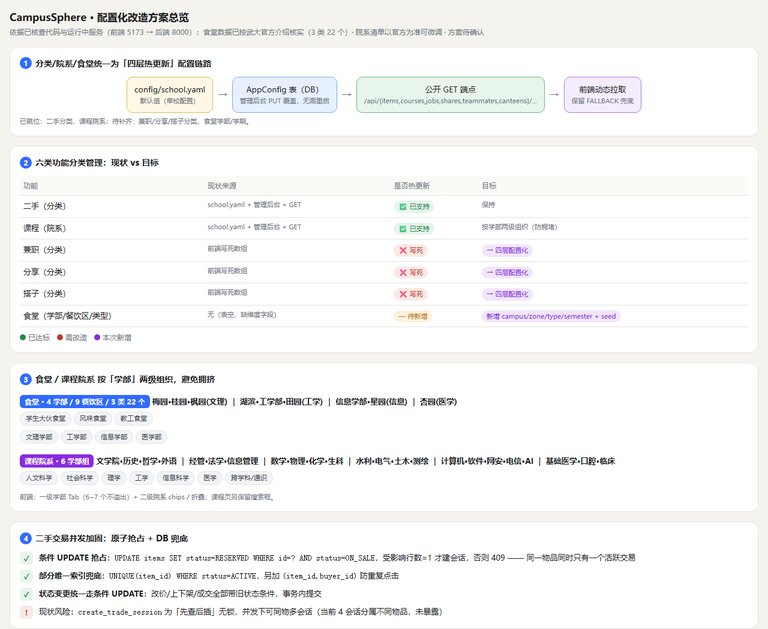 CampusSphere · 配置化改造方案总览
依据已核查代码与运行中服务（前端 5173 → 后端 8000）；食堂数据已按武大官方介绍核实（3 类 22 个）· 院系清单以官方为准可微调 · 方案待确认
1 分类/院系/食堂统一为「四层热更新」配置链路
config/school.yaml
默认值（单校配置）
→
AppConfig 表（DB）
管理后台 PUT 覆盖，无需重启
→
公开 GET 端点
/api/{items,courses,jobs,shares,teammates,canteens}/...
→
前端动态拉取
保留 FALLBACK 兜底
已就位：二手分类、课程院系；待补齐：兼职/分享/搭子分类、食堂学部/学期。
2 六类功能分类管理：现状 vs 目标
功能 现状来源 是否热更新 目标
二手（分类） school.yaml + 管理后台 + GET ✅ 已支持 保持
课程（院系） school.yaml + 管理后台 + GET ✅ 已支持 按学部两级组织（防拥堵）
兼职（分类） 前端写死数组 ❌ 写死 → 四层配置化
分享（分类） 前端写死数组 ❌ 写死 → 四层配置化
搭子（分类） 前端写死数组 ❌ 写死 → 四层配置化
食堂（学部/餐饮区/类型） 无（表空、缺维度字段） — 待新增 新增 campus/zone/type/semester + seed
已达标 需改造 本次新增
3 食堂 / 课程院系 按「学部」两级组织，避免拥挤
食堂 · 4 学部 / 9 餐饮区 / 3 类 22 个 梅园·桂园·枫园(文理) | 湖滨·工学部·田园(工学) | 信息学部·星园(信息) | 杏园(医学)
学生大伙食堂 风味食堂 教工食堂
文理学部 工学部 信息学部 医学部
课程院系 · 6 学部组 文学院·历史·哲学·外语 | 经管·法学·信息管理 | 数学·物理·化学·生科 | 水利·电气·土木·测绘 | 计算机·软件·网安·电信·AI | 基础医学·口腔·临床
人文科学 社会科学 理学 工学 信息科学 医学 跨学科/通识
前端：一级学部 Tab（6~7 个不溢出）+ 二级院系 chips / 折叠；课程页另保留搜索框。
4 二手交易并发加固：原子抢占 + DB 兜底
✓ 条件 UPDATE 抢占：UPDATE items SET status=RESERVED WHERE id=? AND status=ON_SALE，受影响行数=1 才建会话，否则 409 —— 同一物品同时只有一个活跃交易
✓ 部分唯一索引兜底：UNIQUE(item_id) WHERE status=ACTIVE，另加 (item_id,buyer_id) 防重复点击
✓ 状态变更统一走条件 UPDATE：改价/上下架/成交全部带旧状态条件，事务内提交
! 现状风险：create_trade_session 为「先查后插」无锁，并发下可同物多会话（当前 4 会话分属不同物品，未暴露）